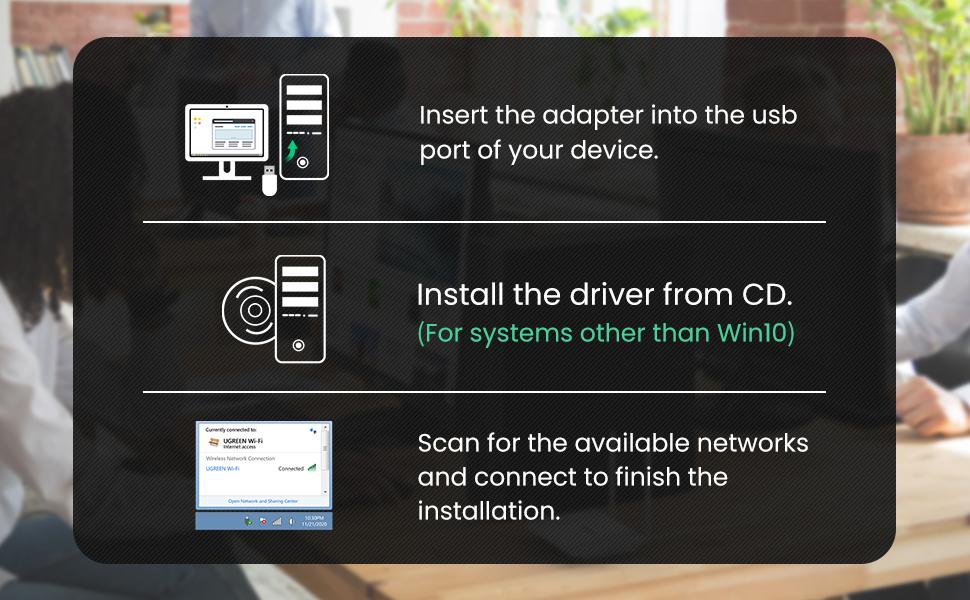 Insert the adapter into the usb
port of your device.
Install the driver from CD.
(For systems other than Win10)
Currently connected to:
UGREEN Wi-Fi
Internet access
Wireless Network Connection
UGREEN Wi-Fi Connected
Open Network and Sharing Center
10:30PM
11/21/2020
Scan for the available networks
and connect to finish the
installation.